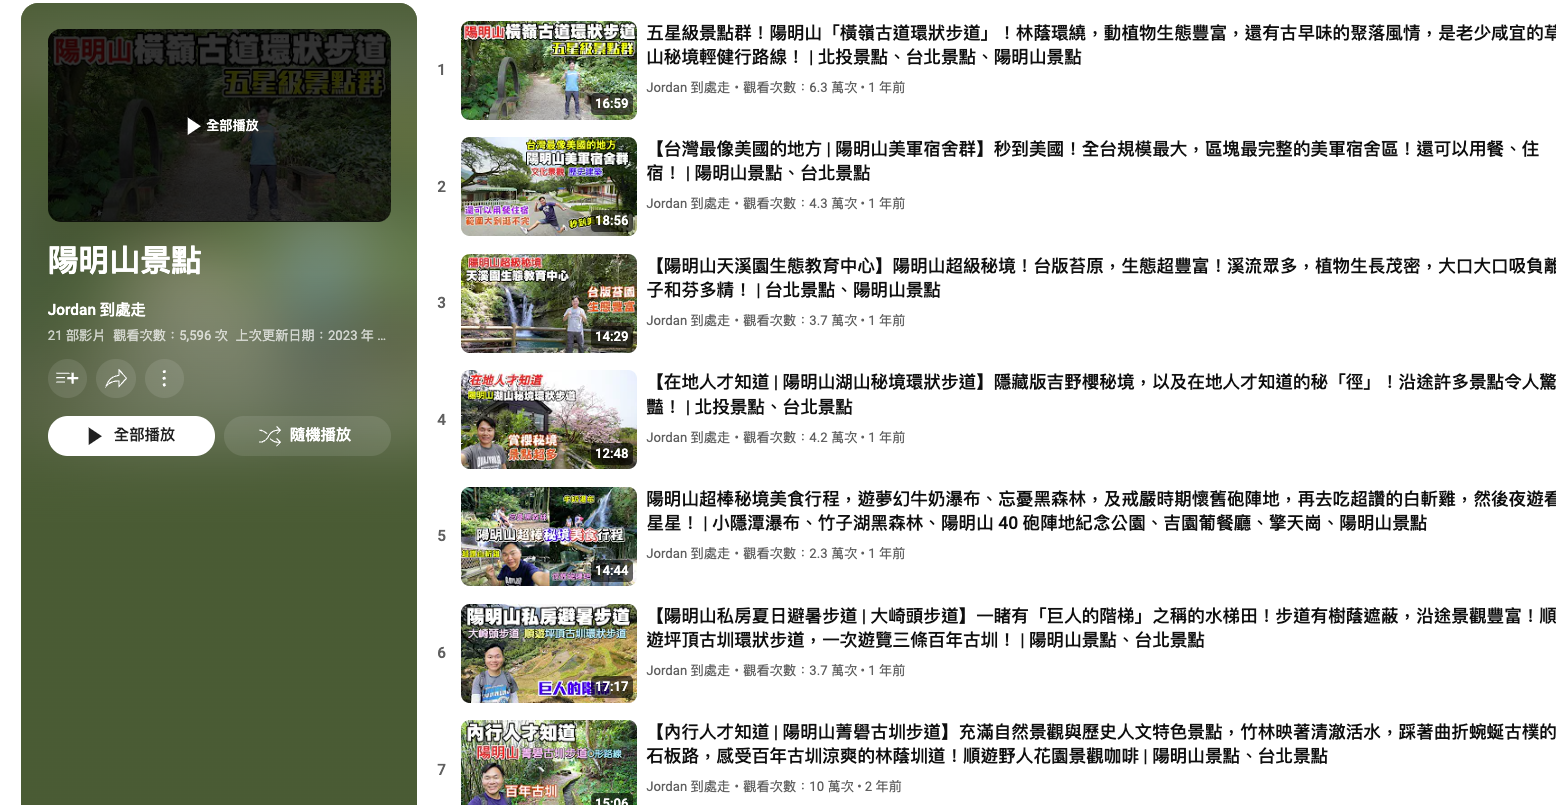 陽明山橫嶺古道環狀步道
五星級景點群
全部播放
陽明山景點
Jordan 到處走
21 部影片 觀看次數：5,596 次 上次更新日期：2023 年 ...
全部播放
隨機播放
1
陽明山橫嶺古道環狀步道
五星級景點群
16:59
五星級景點群！陽明山「橫嶺古道環狀步道」！林蔭環繞，動植物生態豐富，還有古早味的聚落風情，是老少咸宜的草
山秘境輕健行路線！ | 北投景點、台北景點、陽明山景點
Jordan 到處走 • 觀看次數：6.3 萬次 • 1 年前
2
台灣最像美國的地方
陽明山美軍宿舍群
文化景觀 歷史建築
還可以用餐住宿
範圍大到逛不完
秒到美
18:56
【台灣最像美國的地方 | 陽明山美軍宿舍群】秒到美國！全台規模最大，區塊最完整的美軍宿舍區！還可以用餐、住
宿！ | 陽明山景點、台北景點
Jordan 到處走 • 觀看次數：4.3 萬次 • 1 年前
3
陽明山超級秘境
天溪園生態教育中心
台版苔原
生態豐富
14:29
【陽明山天溪園生態教育中心】陽明山超級秘境！台版苔原，生態超豐富！溪流眾多，植物生長茂密，大口大口吸負離
子和芬多精！ | 台北景點、陽明山景點
Jordan 到處走 • 觀看次數：3.7 萬次 • 1 年前
4
在地人才知道
陽明山湖山秘境環狀步道
賞櫻秘境
景點超多
12:48
【在地人才知道 | 陽明山湖山秘境環狀步道】隱藏版吉野櫻秘境，以及在地人才知道的秘「徑」！沿途許多景點令人驚
豔！ | 北投景點、台北景點
Jordan 到處走 • 觀看次數：4.2 萬次 • 1 年前
5
牛奶瀑布
陽明山超棒秘境美食行程
14:44
陽明山超棒秘境美食行程，遊夢幻牛奶瀑布、忘憂黑森林，及戒嚴時期懷舊砲陣地，再去吃超讚的白斬雞，然後夜遊看
星星！ | 小隱潭瀑布、竹子湖黑森林、陽明山 40 砲陣地紀念公園、吉園葡餐廳、擎天崗、陽明山景點
Jordan 到處走 • 觀看次數：2.3 萬次 • 1 年前
6
陽明山私房避暑步道
大崎頭步道 順遊坪頂古圳環狀步道
巨人的階
17:17
【陽明山私房夏日避暑步道 | 大崎頭步道】一睹有「巨人的階梯」之稱的水梯田！步道有樹蔭遮蔽，沿途景觀豐富！順
遊坪頂古圳環狀步道，一次遊覽三條百年古圳！ | 陽明山景點、台北景點
Jordan 到處走 • 觀看次數：3.7 萬次 • 1 年前
7
內行人才知道
陽明山菁礐古圳步道O形路線
百年古圳
15:06
【內行人才知道 | 陽明山菁礐古圳步道】充滿自然景觀與歷史人文特色景點，竹林映著清澈活水，踩著曲折蜿蜒古樸的
石板路，感受百年古圳涼爽的林蔭圳道！順遊野人花園景觀咖啡 | 陽明山景點、台北景點
Jordan 到處走 • 觀看次數：10 萬次 • 2 年前